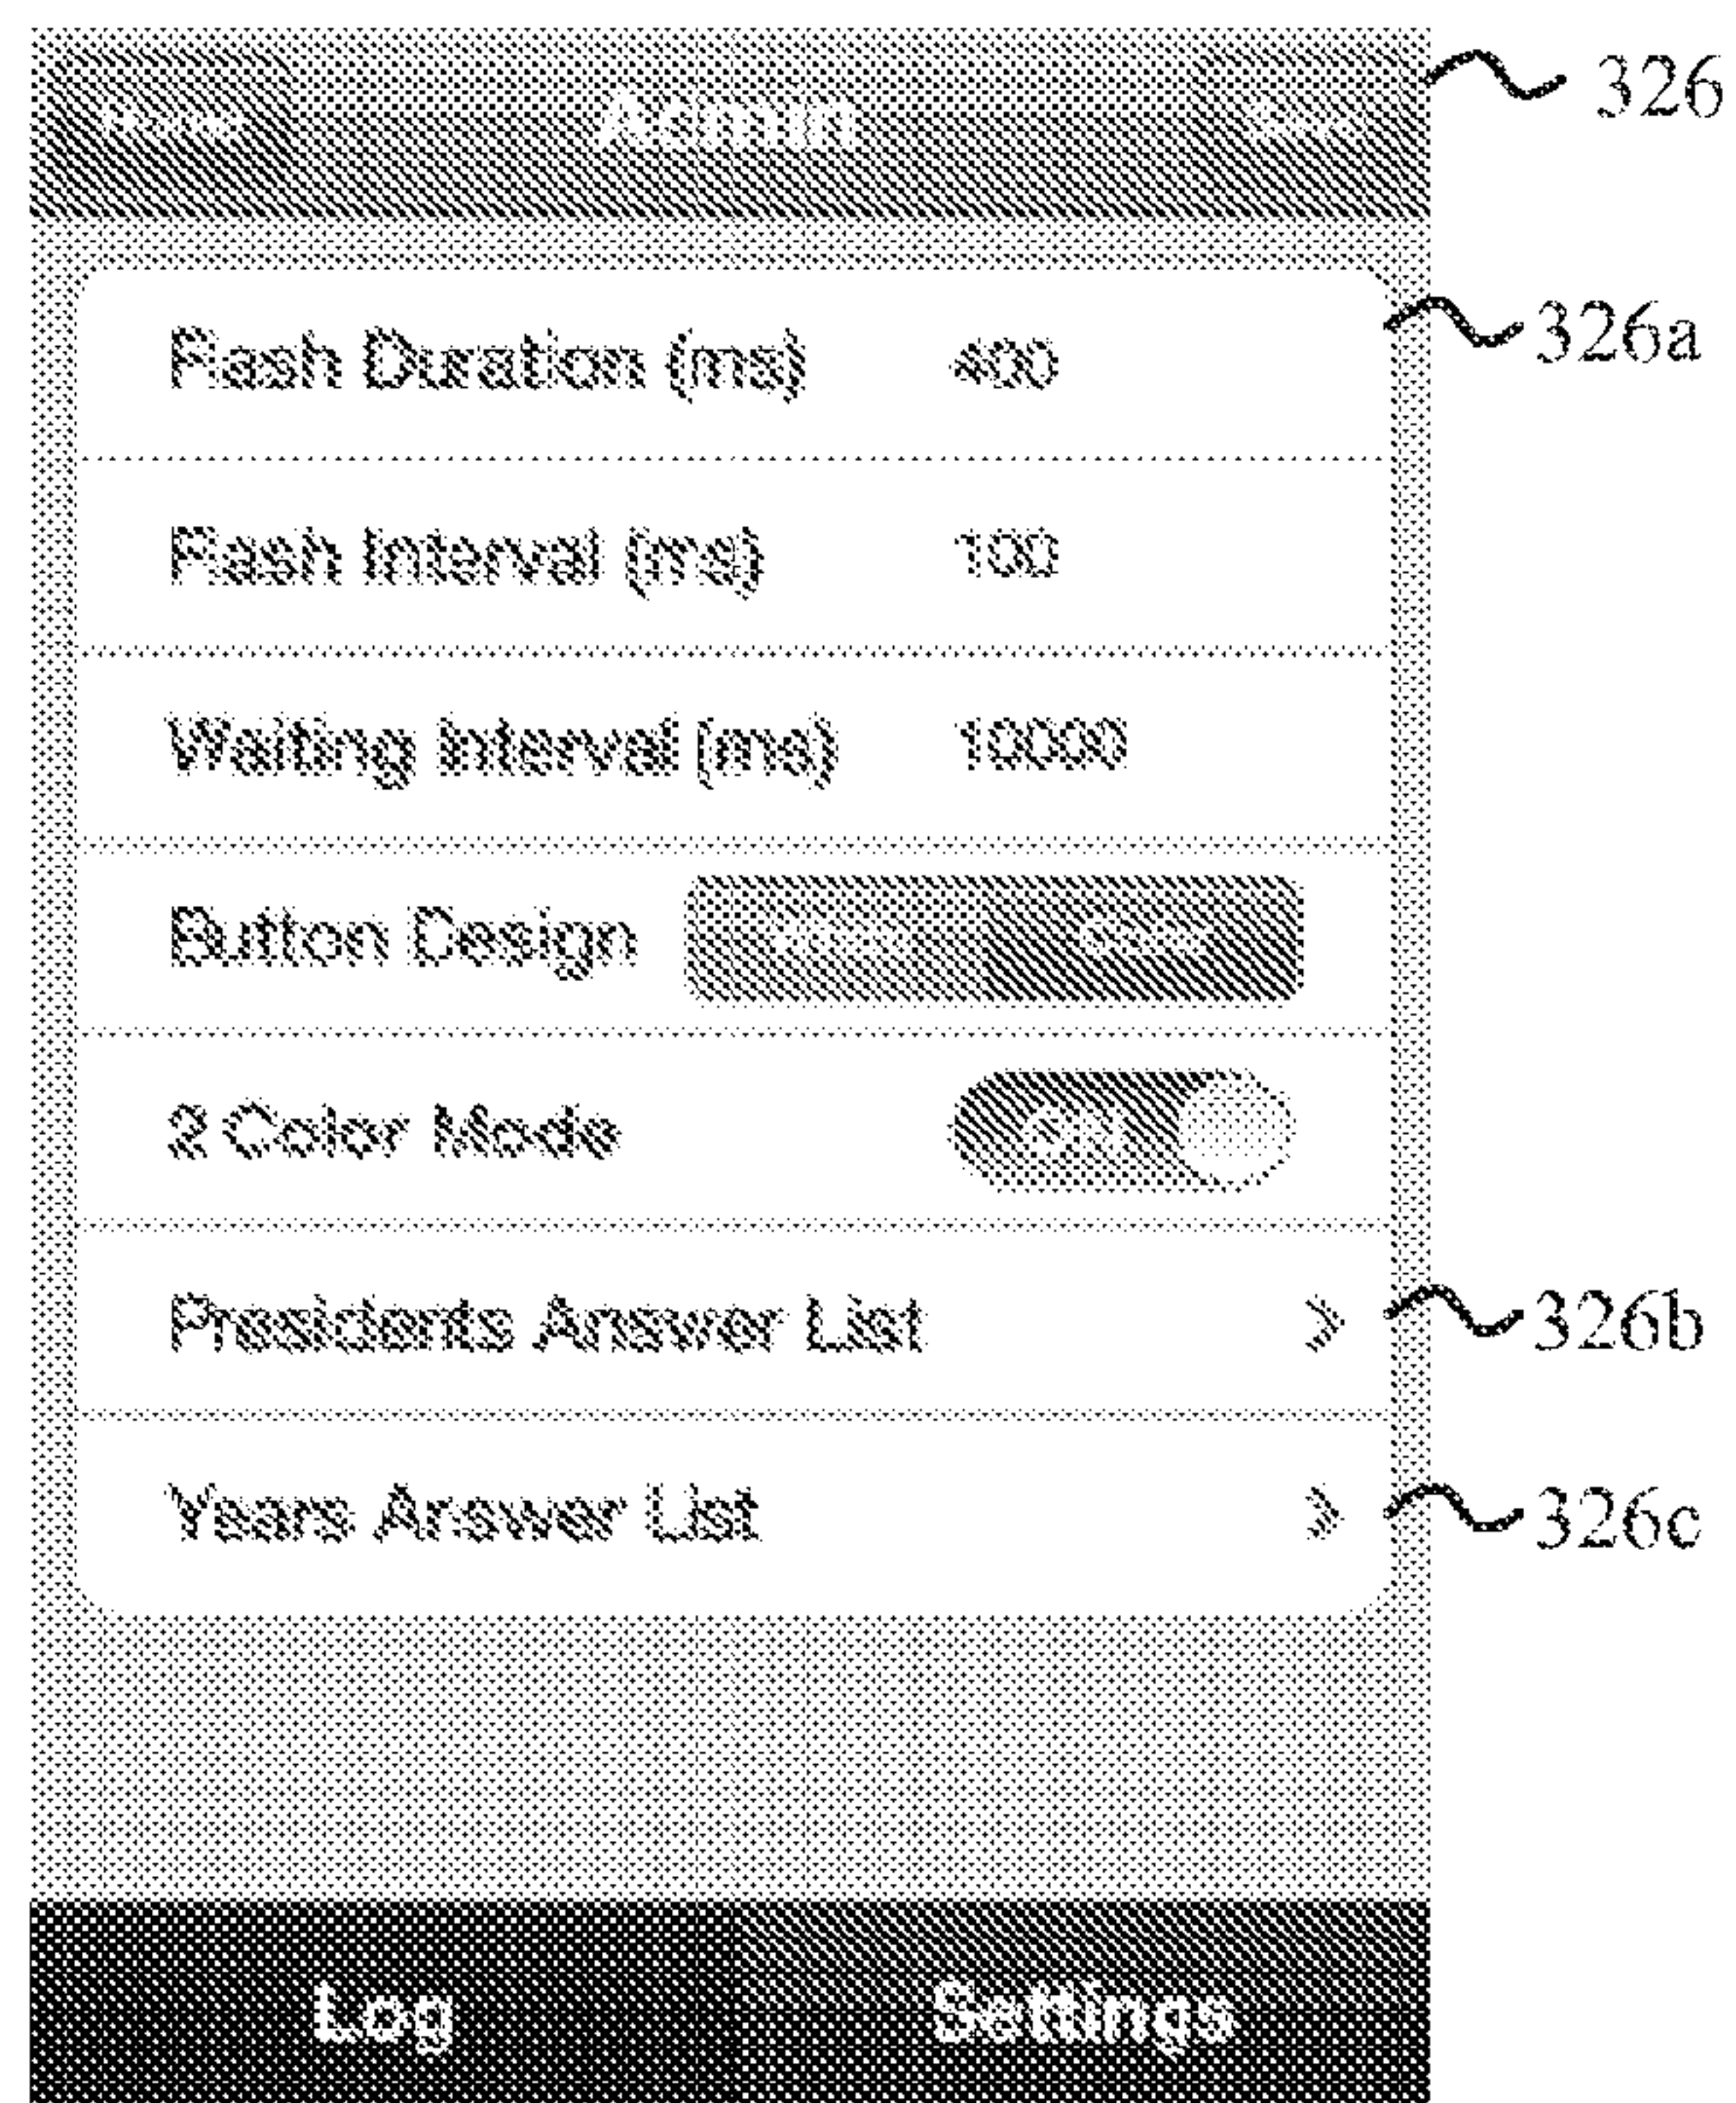 Admin 326
Flash Duration (ms) 400 326a
Flash Interval (ms) 100
Waiting Interval (ms) 10000
Button Design
2 Color Mode ON
Presidents Answer List 326b
Years Answer List 326c
Log Settings